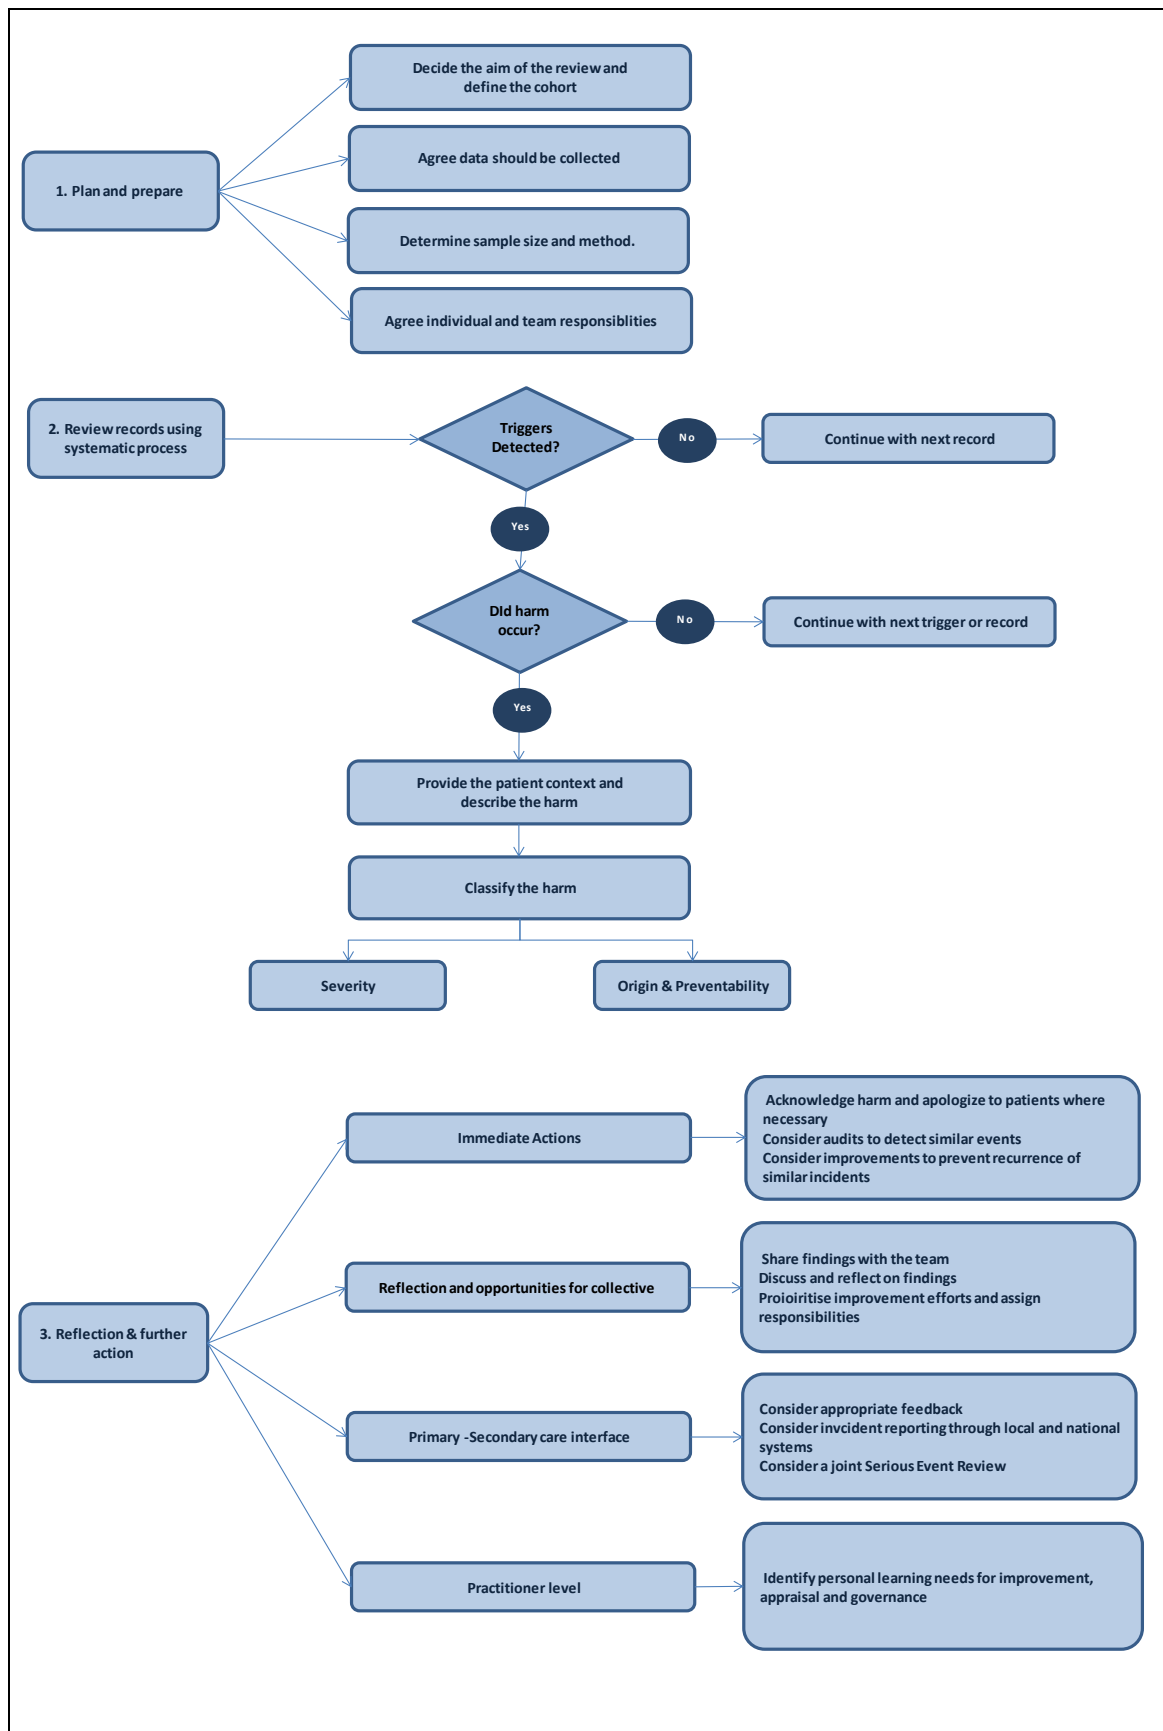 Decide the aim of the review and
define the cohort
Agree data should be collected
1. Plan and prepare
Determine sample size and method.
Agree individual and team responsiblities
2. Review records using
systematic process
Triggers
Detected?
No
Continue with next record
Yes
DId harm
occur?
No
Continue with next trigger or record
Yes
Provide the patient context and
describe the harm
Classify the harm
Severity
Origin & Preventability
3. Reflection & further
action
Immediate Actions
Acknowledge harm and apologize to patients where
necessary
Consider audits to detect similar events
Consider improvements to prevent recurrence of
similar incidents
Reflection and opportunities for collective
Share findings with the team
Discuss and reflect on findings
Proioiritise improvement efforts and assign
responsibilities
Primary -Secondary care interface
Consider appropriate feedback
Consider invcident reporting through local and national
systems
Consider a joint Serious Event Review
Practitioner level
Identify personal learning needs for improvement,
appraisal and governance